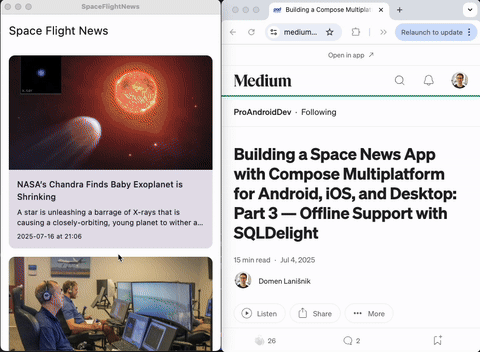 SpaceFlightNews
Space Flight News
NASA's Chandra Finds Baby Exoplanet is
Shrinking
A star is unleashing a barrage of X-rays that is
causing a closely-orbiting, young planet to wither a...
2025-07-16 at 21:06
Building a Compose Multiplat
medium...
Relaunch to update
Open in app
Medium
ProAndroidDev · Following
Building a Space News App
with Compose Multiplatform
for Android, iOS, and Desktop:
Part 3 — Offline Support with
SQLDelight
15 min read · Jul 4, 2025
Domen Lanišnik
Listen
Share
More
26
2